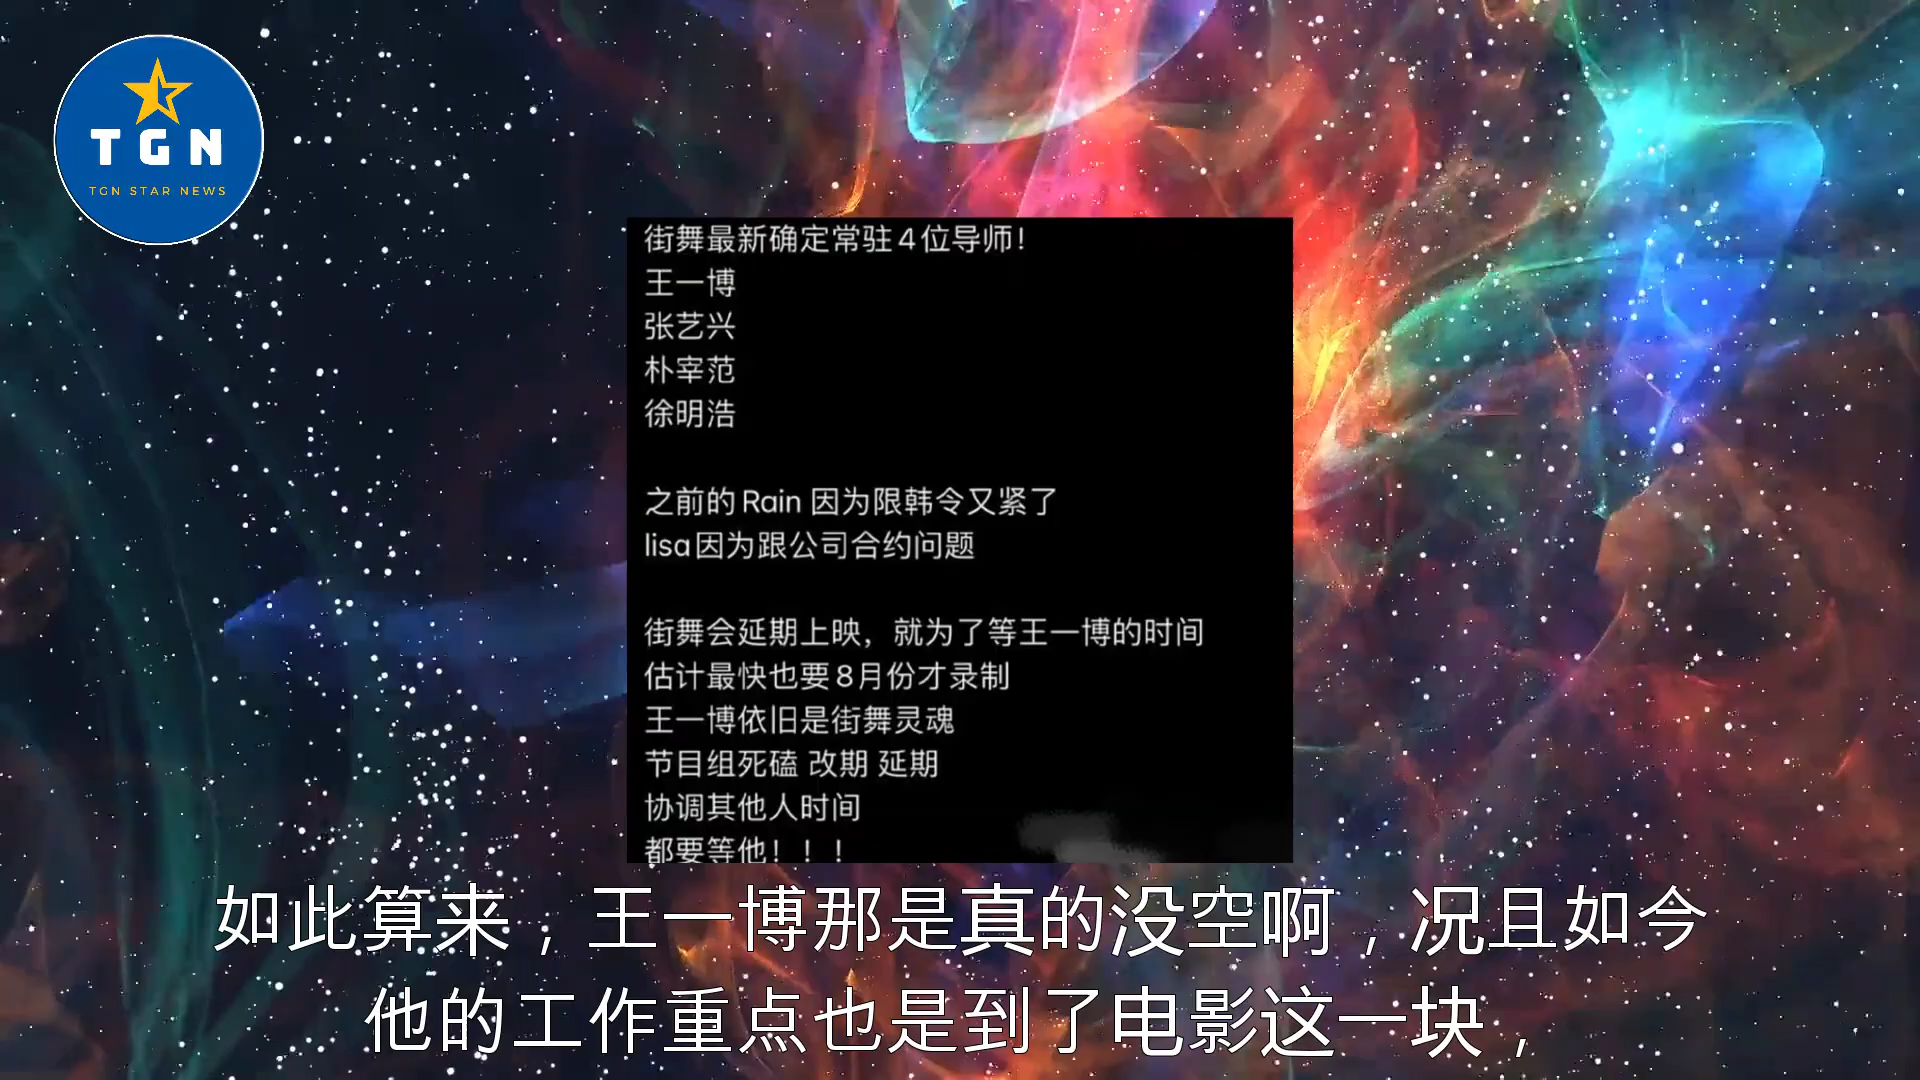 TGN
TGN STAR NEWS
街舞最新确定常驻4位导师！
王一博
张艺兴
朴宰范
徐明浩
之前的Rain 因为限韩令又紧了
lisa因为跟公司合约问题
街舞会延期上映，就为了等王一博的时间
估计最快也要8月份才录制
王一博依旧是街舞灵魂
节目组死磕 改期 延期
协调其他人时间
都要等他！！！
如此算来，王一博那是真的没空啊，况且如今
他的工作重点也是到了电影这一块，